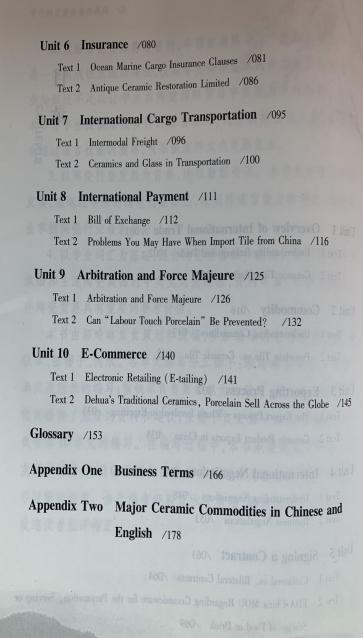 Unit 6 Insurance /080
Text 1 Ocean Marine Cargo Insurance Clauses /081
Text 2 Antique Ceramic Restoration Limited /086
Unit 7 International Cargo Transportation /095
Text 1 Intermodal Freight /096
Text 2 Ceramics and Glass in Transportation /100
Unit 8 International Payment /111
Text 1 Bill of Exchange /112
Text 2 Problems You May Have When Import Tile from China /116
Unit 9 Arbitration and Force Majeure /125
Text 1 Arbitration and Force Majeure /126
Text 2 Can “Labour Touch Porcelain” Be Prevented? /132
Unit 10 E-Commerce /140
Text 1 Electronic Retailing (E-tailing) /141
Text 2 Dehua's Traditional Ceramics, Porcelain Sell Across the Globe /145
Glossary /153
Appendix One Business Terms /166
Appendix Two Major Ceramic Commodities in Chinese and
English /178